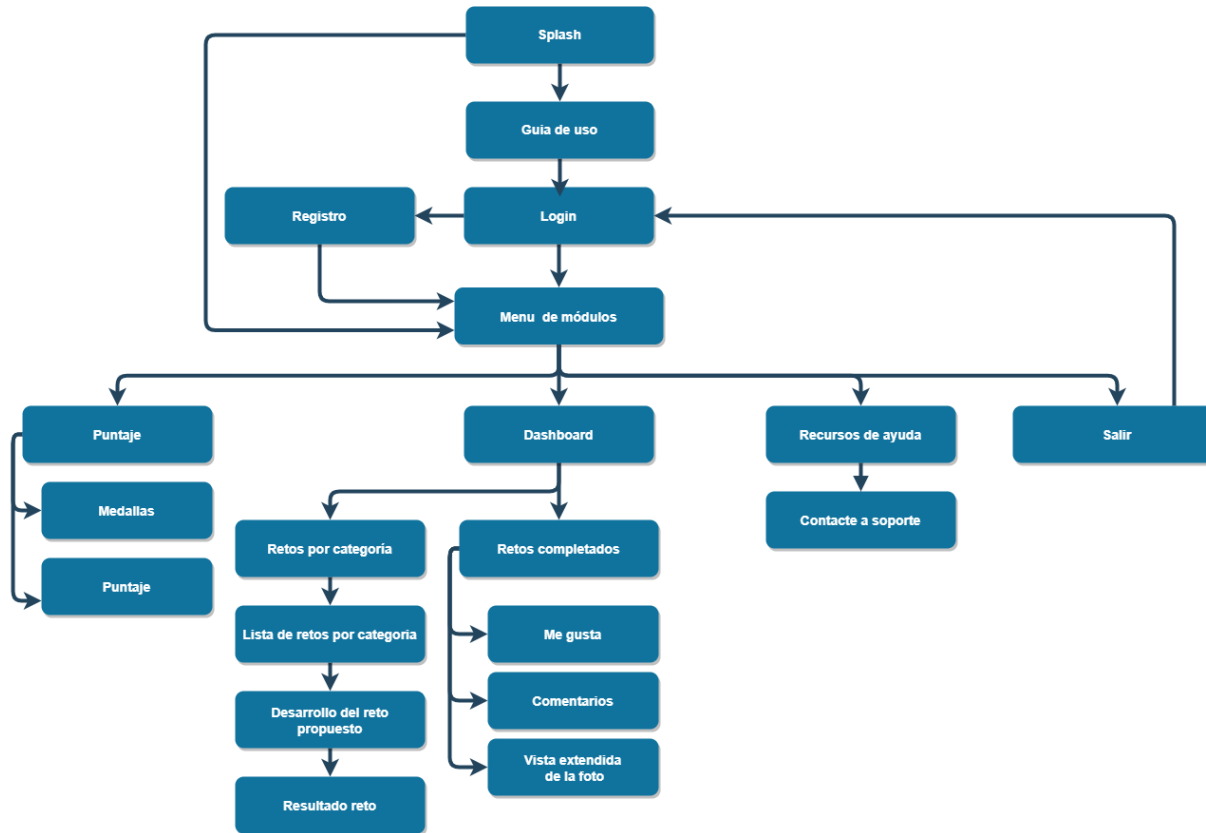 Splash
Guia de uso
Registro
Login
Menu de módulos
Puntaje
Dashboard
Recursos de ayuda
Salir
Medallas
Contacte a soporte
Retos por categoría
Retos completados
Puntaje
Lista de retos por categoria
Me gusta
Desarrollo del reto
propuesto
Comentarios
Vista extendida
de la foto
Resultado reto